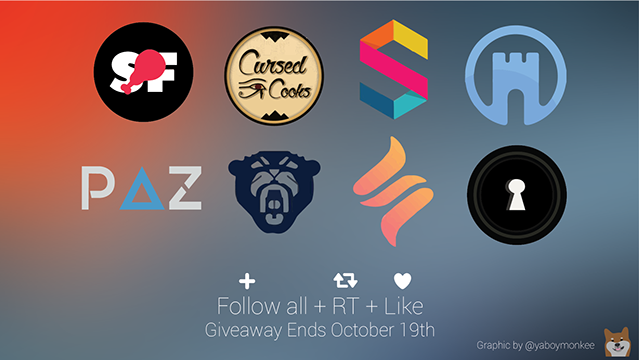 SF
Cursed
Cooks
S
PAZ
Follow all + RT + Like
Giveaway Ends October 19th
Graphic by @yaboymonkee